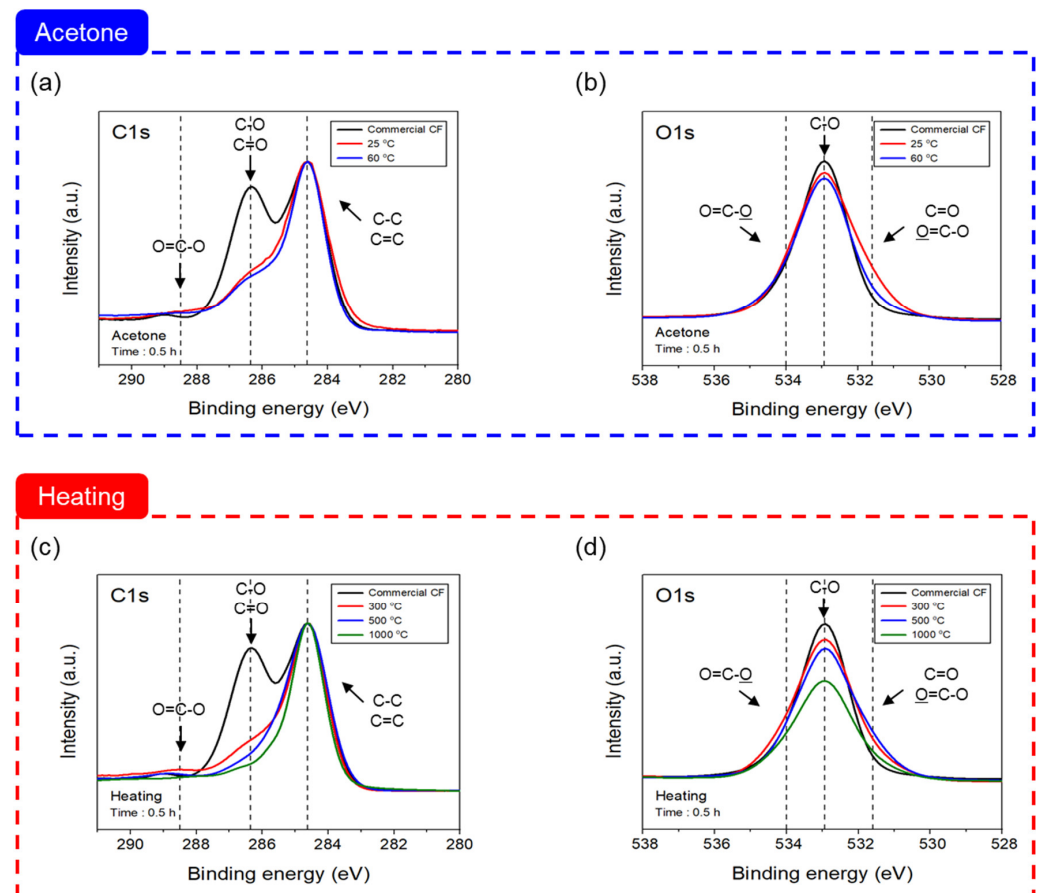 Acetone
(a)
C1s
C-O
C=O
Commercial CF
25 °C
60 °C
O=C-O
C-C
C=C
Intensity (a.u.)
Acetone
Time : 0.5 h
290 288 286 284 282 280
Binding energy (eV)
(b)
O1s
C-O
Commercial CF
25 °C
60 °C
O=C-O
C=O
O=C-O
Intensity (a.u.)
Acetone
Time : 0.5 h
538 536 534 532 530 528
Binding energy (eV)
Heating
(c)
C1s
C-O
C=O
Commercial CF
300 °C
500 °C
1000 °C
O=C-O
C-C
C=C
Intensity (a.u.)
Heating
Time : 0.5 h
290 288 286 284 282 280
Binding energy (eV)
(d)
O1s
C-O
Commercial CF
300 °C
500 °C
1000 °C
O=C-O
C=O
O=C-O
Intensity (a.u.)
Heating
Time : 0.5 h
538 536 534 532 530 528
Binding energy (eV)